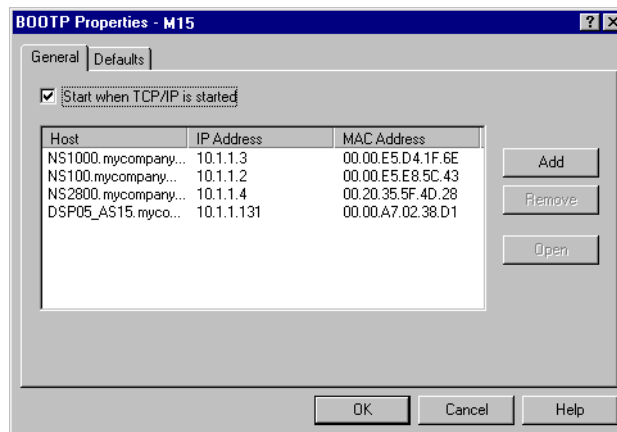 BOOTP Properties - M15
General Defaults
Start when TCP/IP is started
Host IP Address MAC Address
NS1000.mycompany... 10.1.1.3 00.00.E5.D4.1F.6E
NS100.mycompany... 10.1.1.2 00.00.E5.E8.5C.43
NS2800.mycompany... 10.1.1.4 00.20.35.5F.4D.28
DSP05_AS15.myco... 10.1.1.131 00.00.A7.02.38.D1
Add
Remove
Open
OK Cancel Help